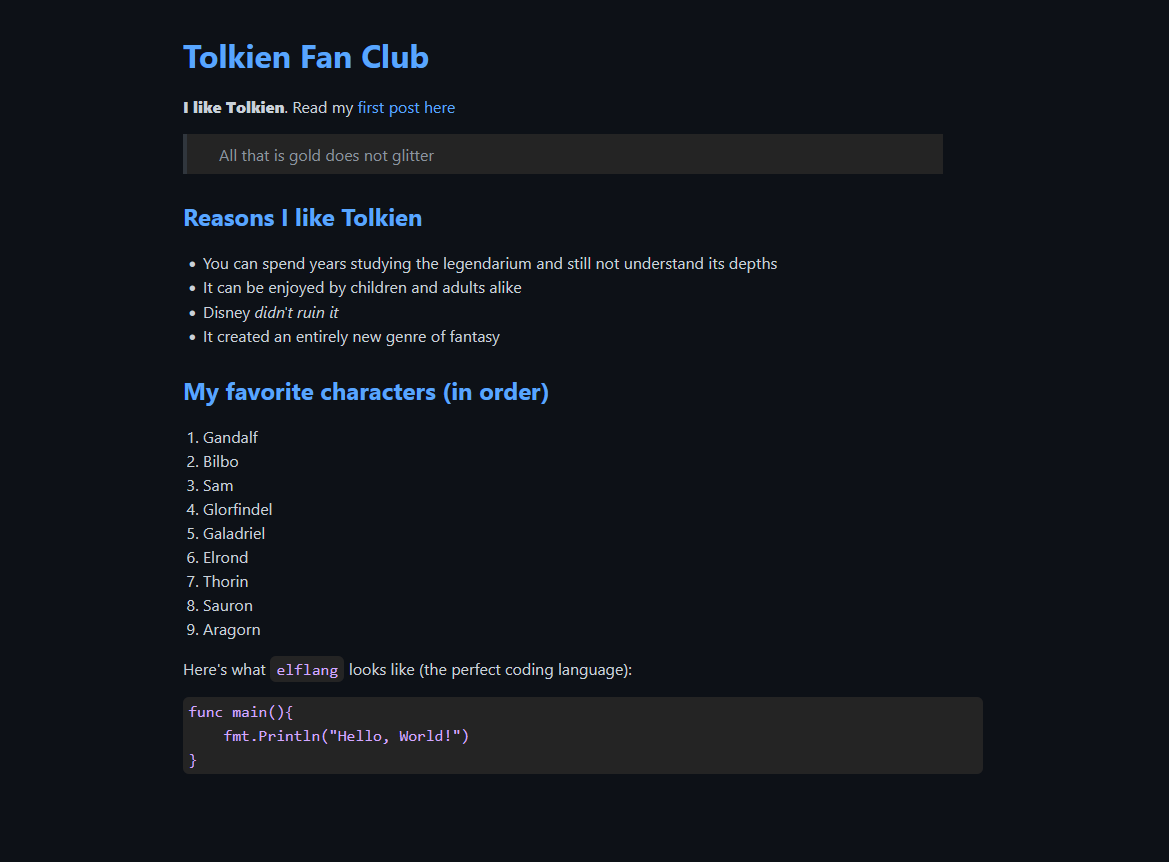 Tolkien Fan Club
I like Tolkien. Read my first post here
All that is gold does not glitter
Reasons I like Tolkien
• You can spend years studying the legendarium and still not understand its depths
• It can be enjoyed by children and adults alike
• Disney didn't ruin it
• It created an entirely new genre of fantasy
My favorite characters (in order)
1. Gandalf
2. Bilbo
3. Sam
4. Glorfindel
5. Galadriel
6. Elrond
7. Thorin
8. Sauron
9. Aragorn
Here's what elflang looks like (the perfect coding language):
func main(){
    fmt.Println("Hello, World!")
}